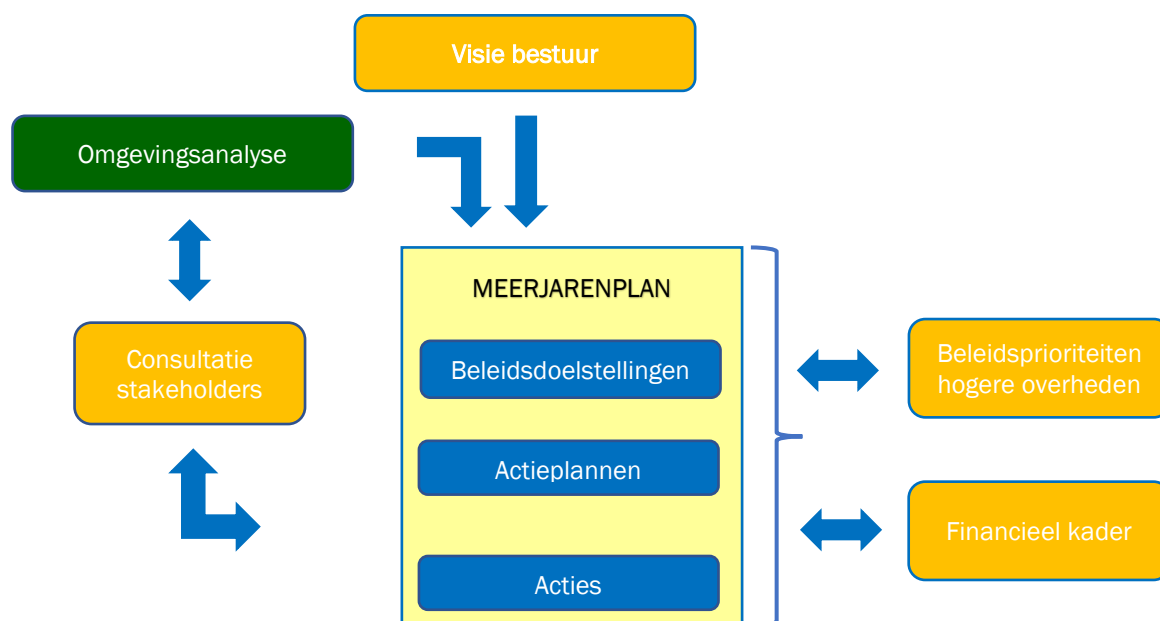 Visie bestuur
Omgevingsanalyse
MEERJARENPLAN
Consultatie
stakeholders
Beleidsdoelstellingen
Beleidsprioriteiten
hogere overheden
Actieplannen
Financieel kader
Acties